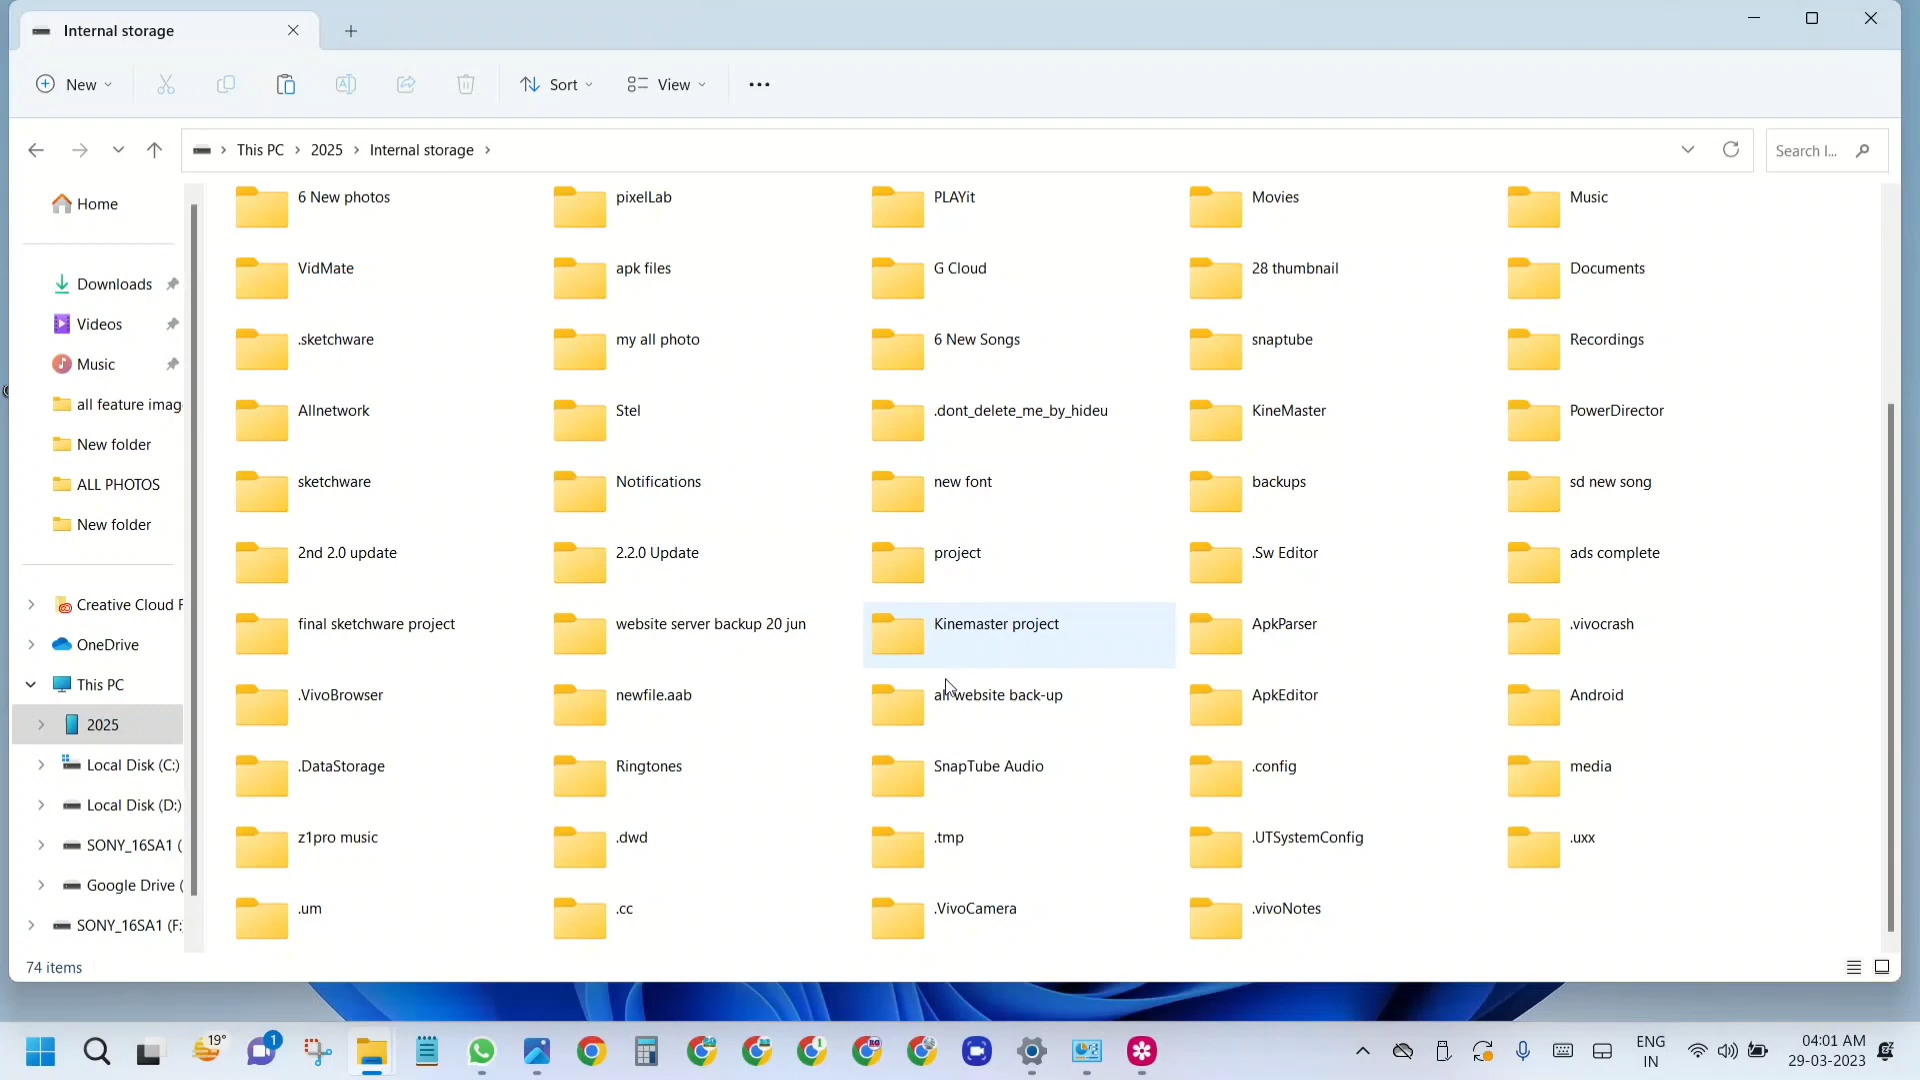 Internal storage
New
Sort
View
This PC
2025
Internal storage
Search I...
Home
Downloads
Videos
Music
all feature imag
New folder
ALL PHOTOS
New folder
Creative Cloud F
OneDrive
This PC
2025
Local Disk (C:)
Local Disk (D:)
SONY_16SA1 (
Google Drive (
SONY_16SA1 (F:
6 New photos
pixelLab
PLAYit
Movies
Music
VidMate
apk files
G Cloud
28 thumbnail
Documents
.sketchware
my all photo
6 New Songs
snaptube
Recordings
Allnetwork
Stel
.dont_delete_me_by_hideu
KineMaster
PowerDirector
sketchware
Notifications
new font
backups
sd new song
2nd 2.0 update
2.2.0 Update
project
.Sw Editor
ads complete
final sketchware project
website server backup 20 jun
Kinemaster project
ApkParser
.vivocrash
.VivoBrowser
newfile.aab
all website back-up
ApkEditor
Android
.DataStorage
Ringtones
SnapTube Audio
.config
media
z1pro music
.dwd
.tmp
.UTSystemConfig
.uxx
.um
.cc
.VivoCamera
.vivoNotes
74 items
19°
1
ENG
IN
04:01 AM
29-03-2023